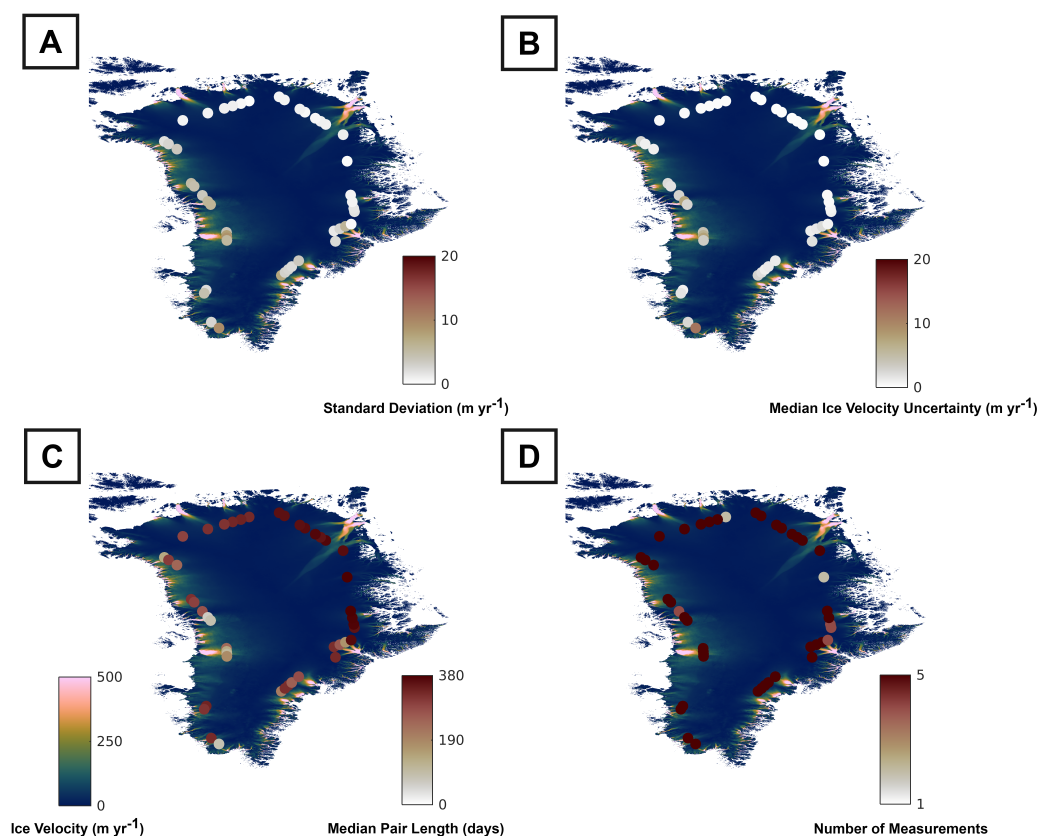 A
B
20
10
0
Standard Deviation (m yr-1)
20
10
0
Median Ice Velocity Uncertainty (m yr-1)
C
D
500
250
0
Ice Velocity (m yr-1)
380
190
0
Median Pair Length (days)
5
1
Number of Measurements